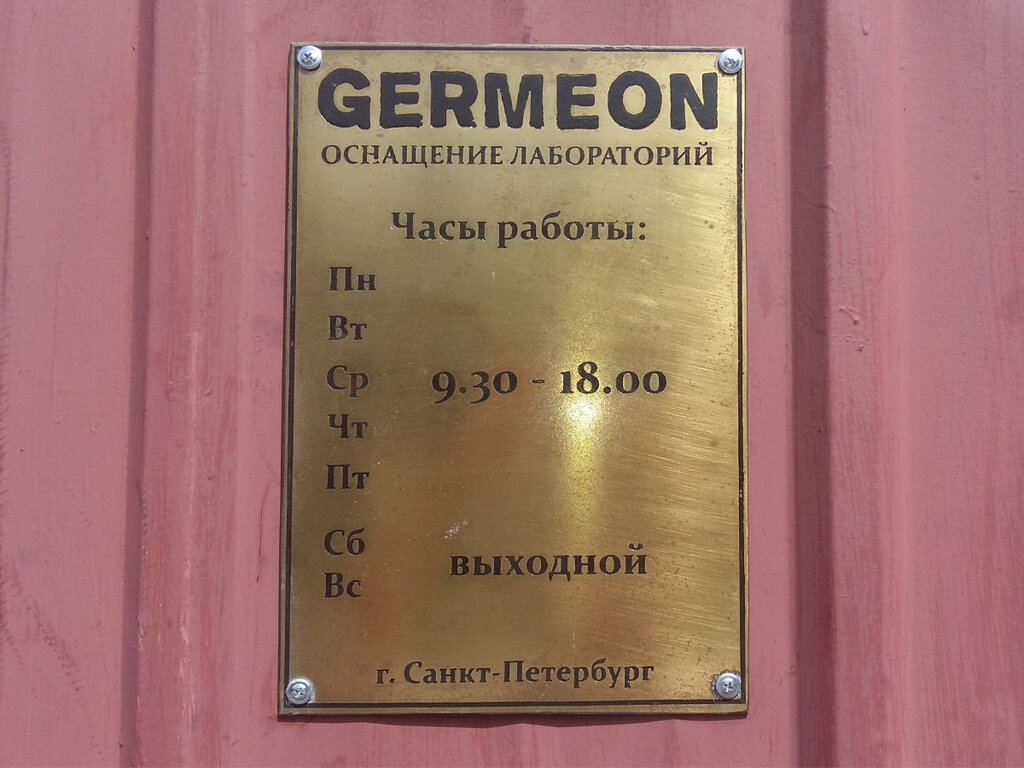 GERMEON
ОСНАЩЕНИЕ ЛАБОРАТОРИЙ
Часы работы:
Пн
Вт
Ср 9.30 - 18.00
Чт
Пт
Сб
выходной
Вс
г. Санкт-Петербург